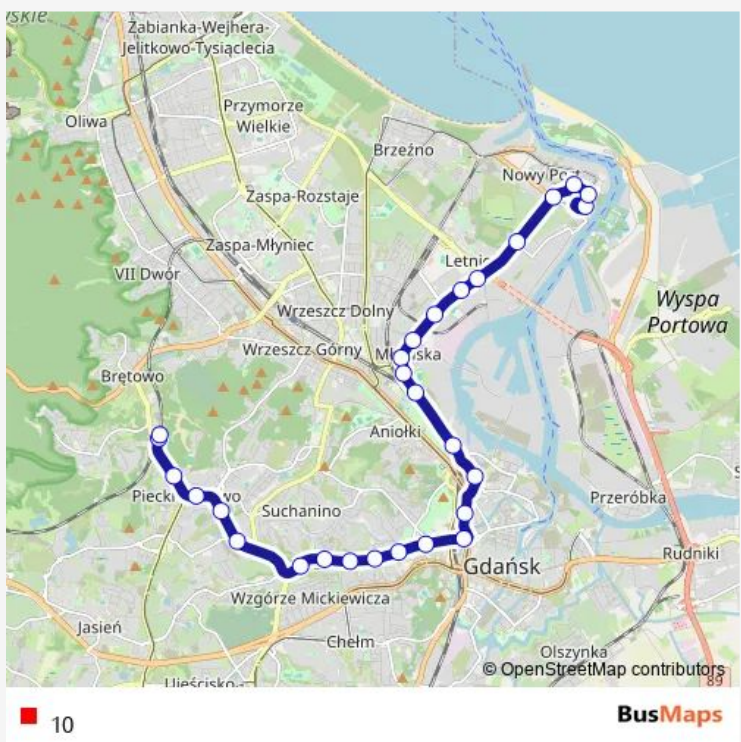 Żabianka-Wejhera-
Jelitkowo-Tysiąclecia
Oliwa
Przymorze
Wielkie
Brzeźno
Nowy Port
Zaspa-Rozstaje
Zaspa-Młyniec
Letnic
VII Dwór
Wyspa
Portowa
Wrzeszcz Dolny
Wrzeszcz Górny
Brętowo
Aniołki
Suchanino
Przeróbka
Gdańsk
Rudniki
Wzgórze Mickiewicza
Jasień
Chełm
Olszynka
© OpenStreetMap contributors
89
10
BusMaps